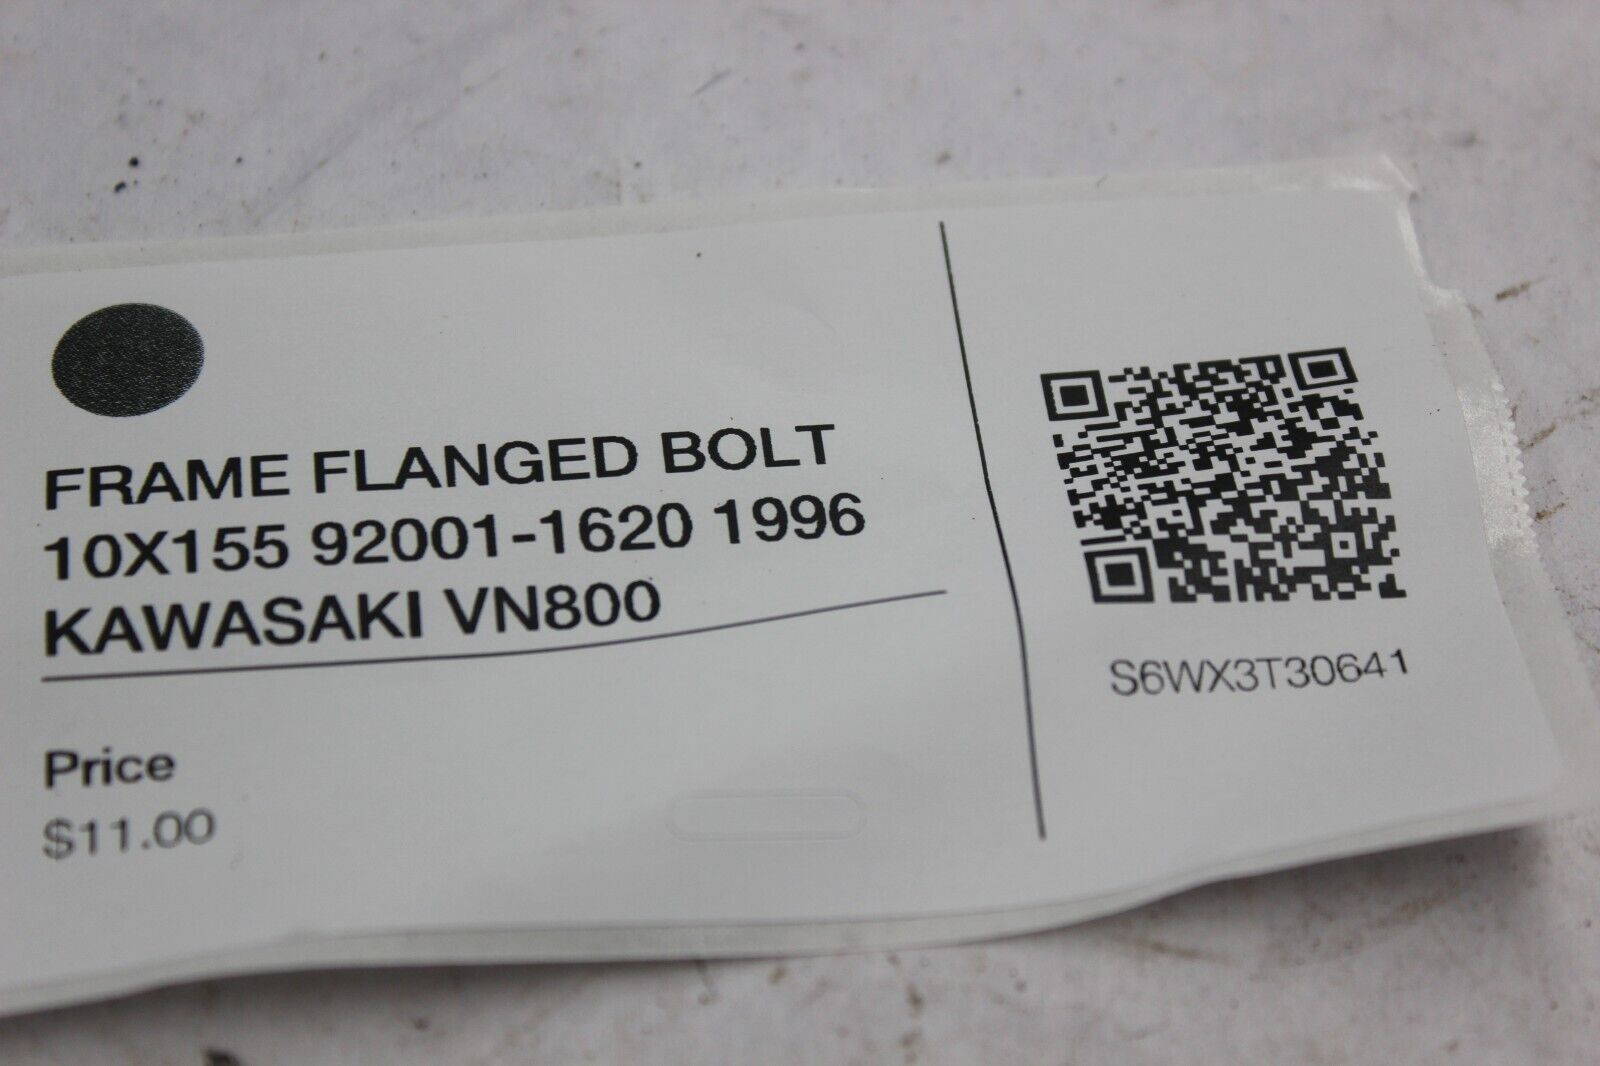 FRAME FLANGED BOLT
10X155 92001-1620 1996
KAWASAKI VN800
Price
$11.00
S6WX3T30641